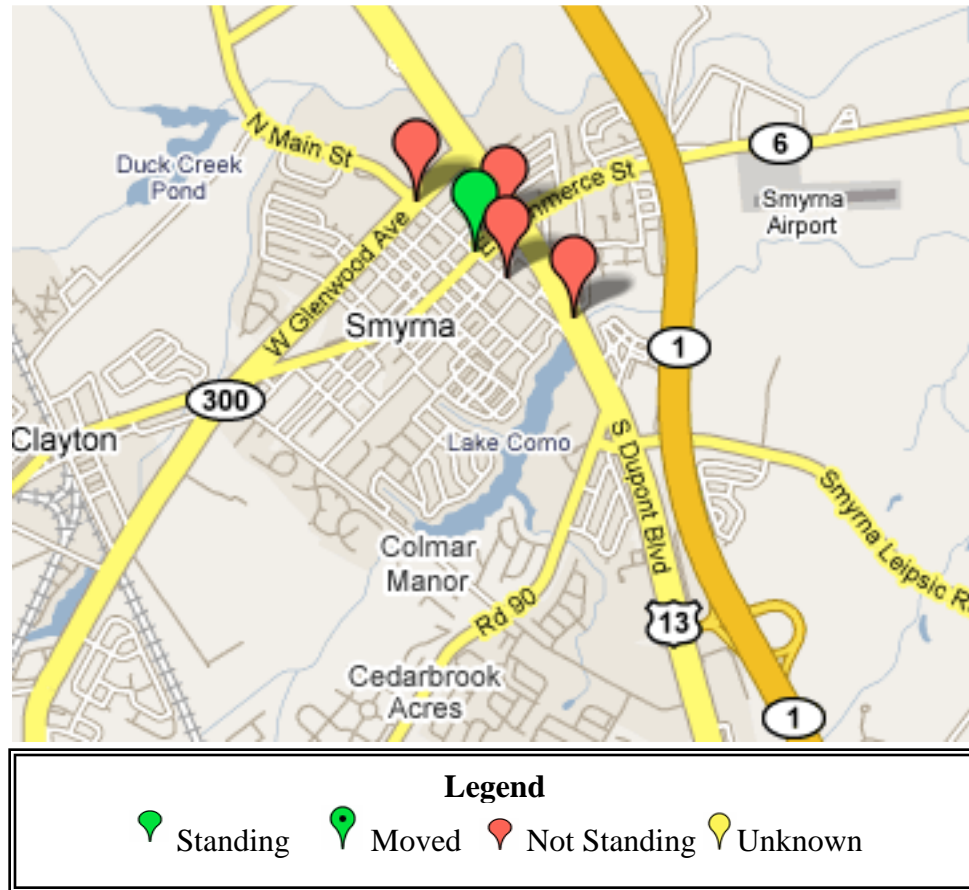 N Main St
6
Duck Creek
Pond
mmerce St
Smyrna
Airport
W Glenwood Ave
Smyrna
1
300
Clayton
Lake Como
S Dupont Blvd
Smyrna Leipsic R
Colmar
Manor
Rd 90
13
Cedarbrook
Acres
1
Legend
Standing Moved Not Standing Unknown